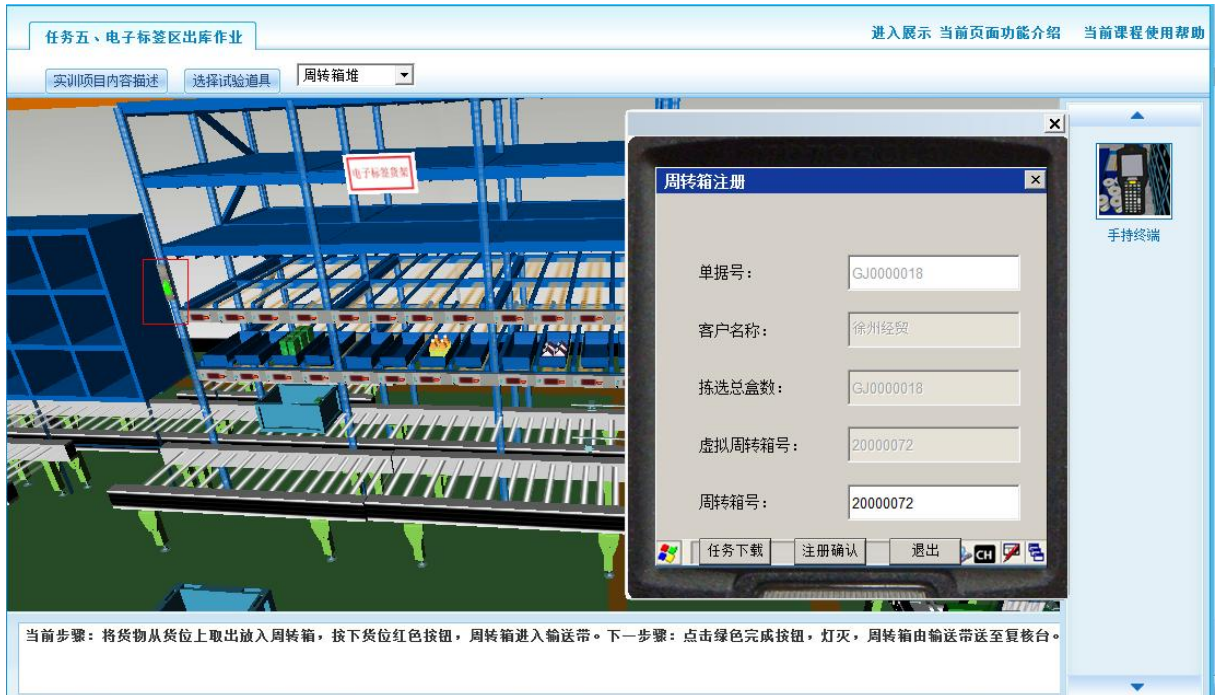 任务五、电子标签区出库作业
进入展示 当前页面功能介绍 当前课程使用帮助
实训项目内容描述 选择试验道具 周转箱堆
电子标签货架
周转箱注册
手持终端
单据号： GJ0000018
客户名称： 徐州经贸
拣选总盒数： GJ0000018
虚拟周转箱号： 20000072
周转箱号： 20000072
任务下载 注册确认 退出 CH
当前步骤：将货物从货位上取出放入周转箱，按下货位红色按钮，周转箱进入输送带。下一步骤：点击绿色完成按钮，灯灭，周转箱由输送带送至复核台。